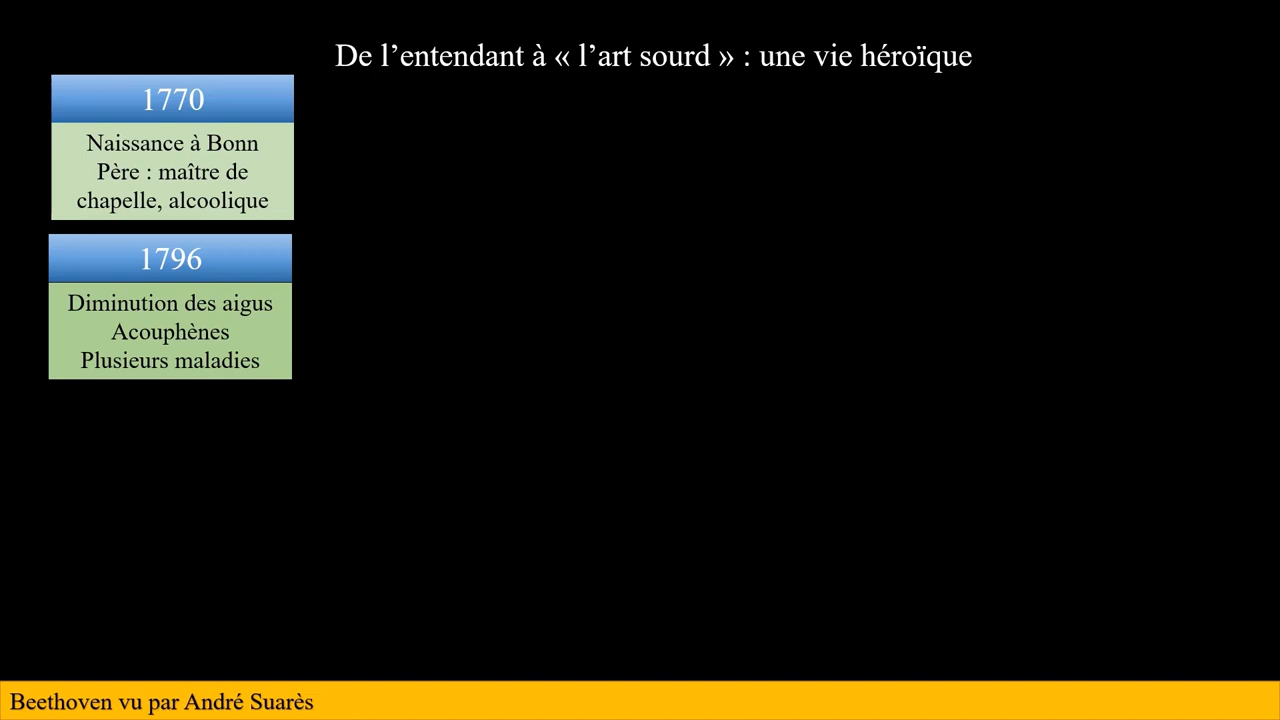 De l’entendant à « l’art sourd » : une vie héroïque
1770
Naissance à Bonn
Père : maître de
chapelle, alcoolique
1796
Diminution des aigus
Acouphènes
Plusieurs maladies
Beethoven vu par André Suarès